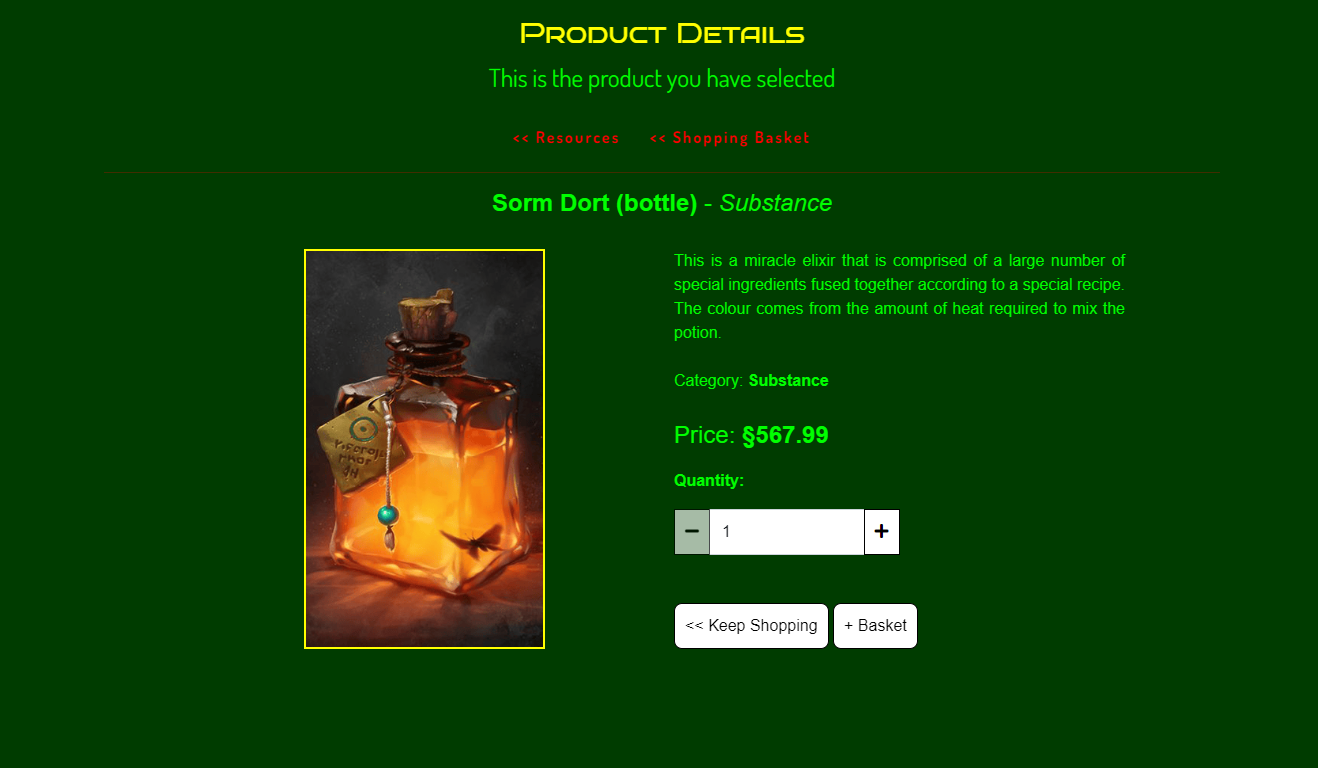 Product Details
This is the product you have selected
<< Resources << Shopping Basket
Sorm Dort (bottle) - Substance
This is a miracle elixir that is comprised of a large number of
special ingredients fused together according to a special recipe.
The colour comes from the amount of heat required to mix the
potion.
Category: Substance
Price: §567.99
Quantity:
− 1 +
<< Keep Shopping + Basket